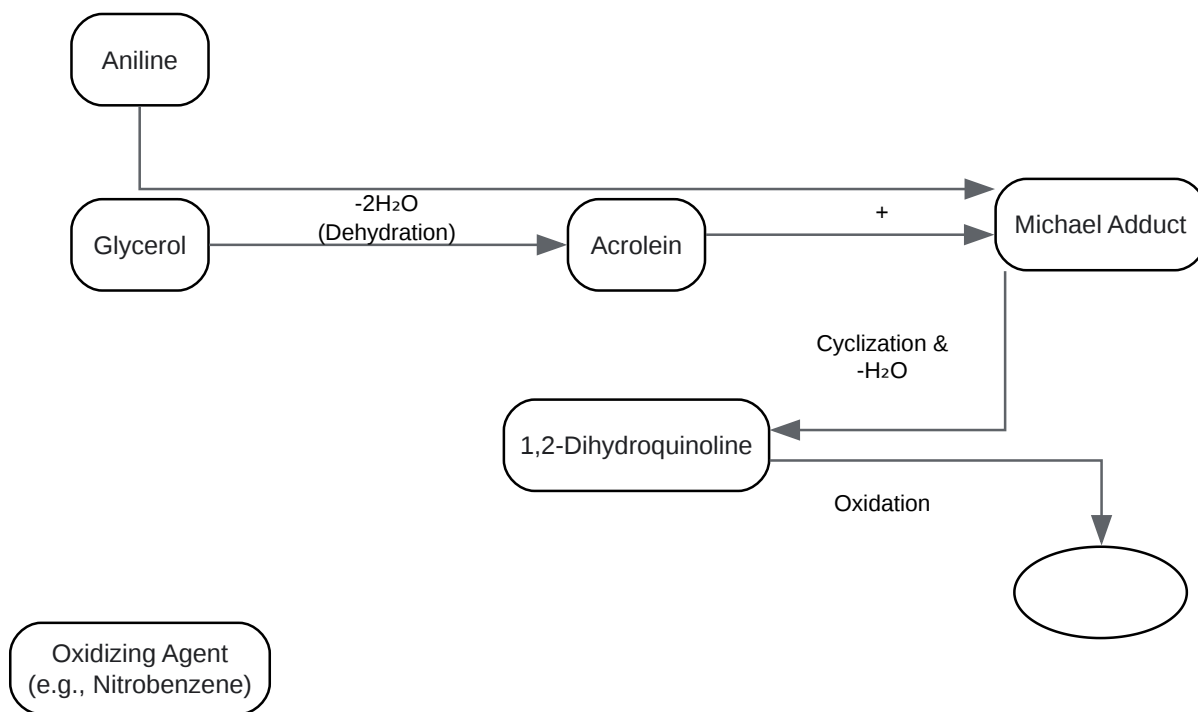 Aniline
-2H₂O
(Dehydration)
+
Glycerol
Acrolein
Michael Adduct
Cyclization &
-H₂O
1,2-Dihydroquinoline
Oxidation
Oxidizing Agent
(e.g., Nitrobenzene)